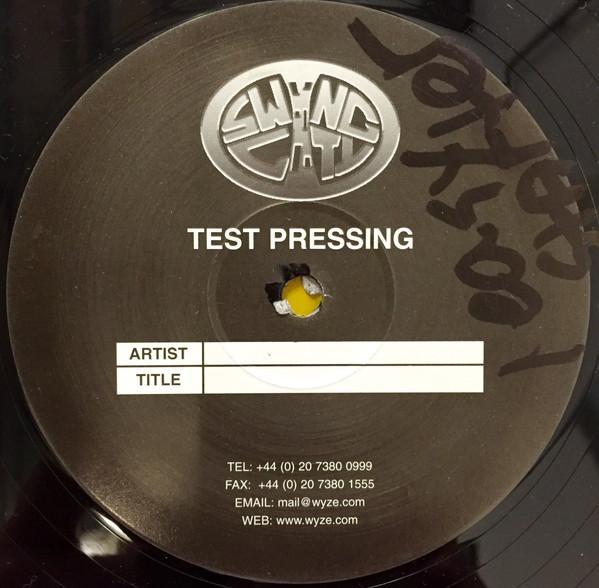 SWING
CITY
TEST PRESSING
ARTIST
TITLE
TEL: +44 (0) 20 7380 0999
FAX: +44 (0) 20 7380 1555
EMAIL: mail@wyze.com
WEB: www.wyze.com